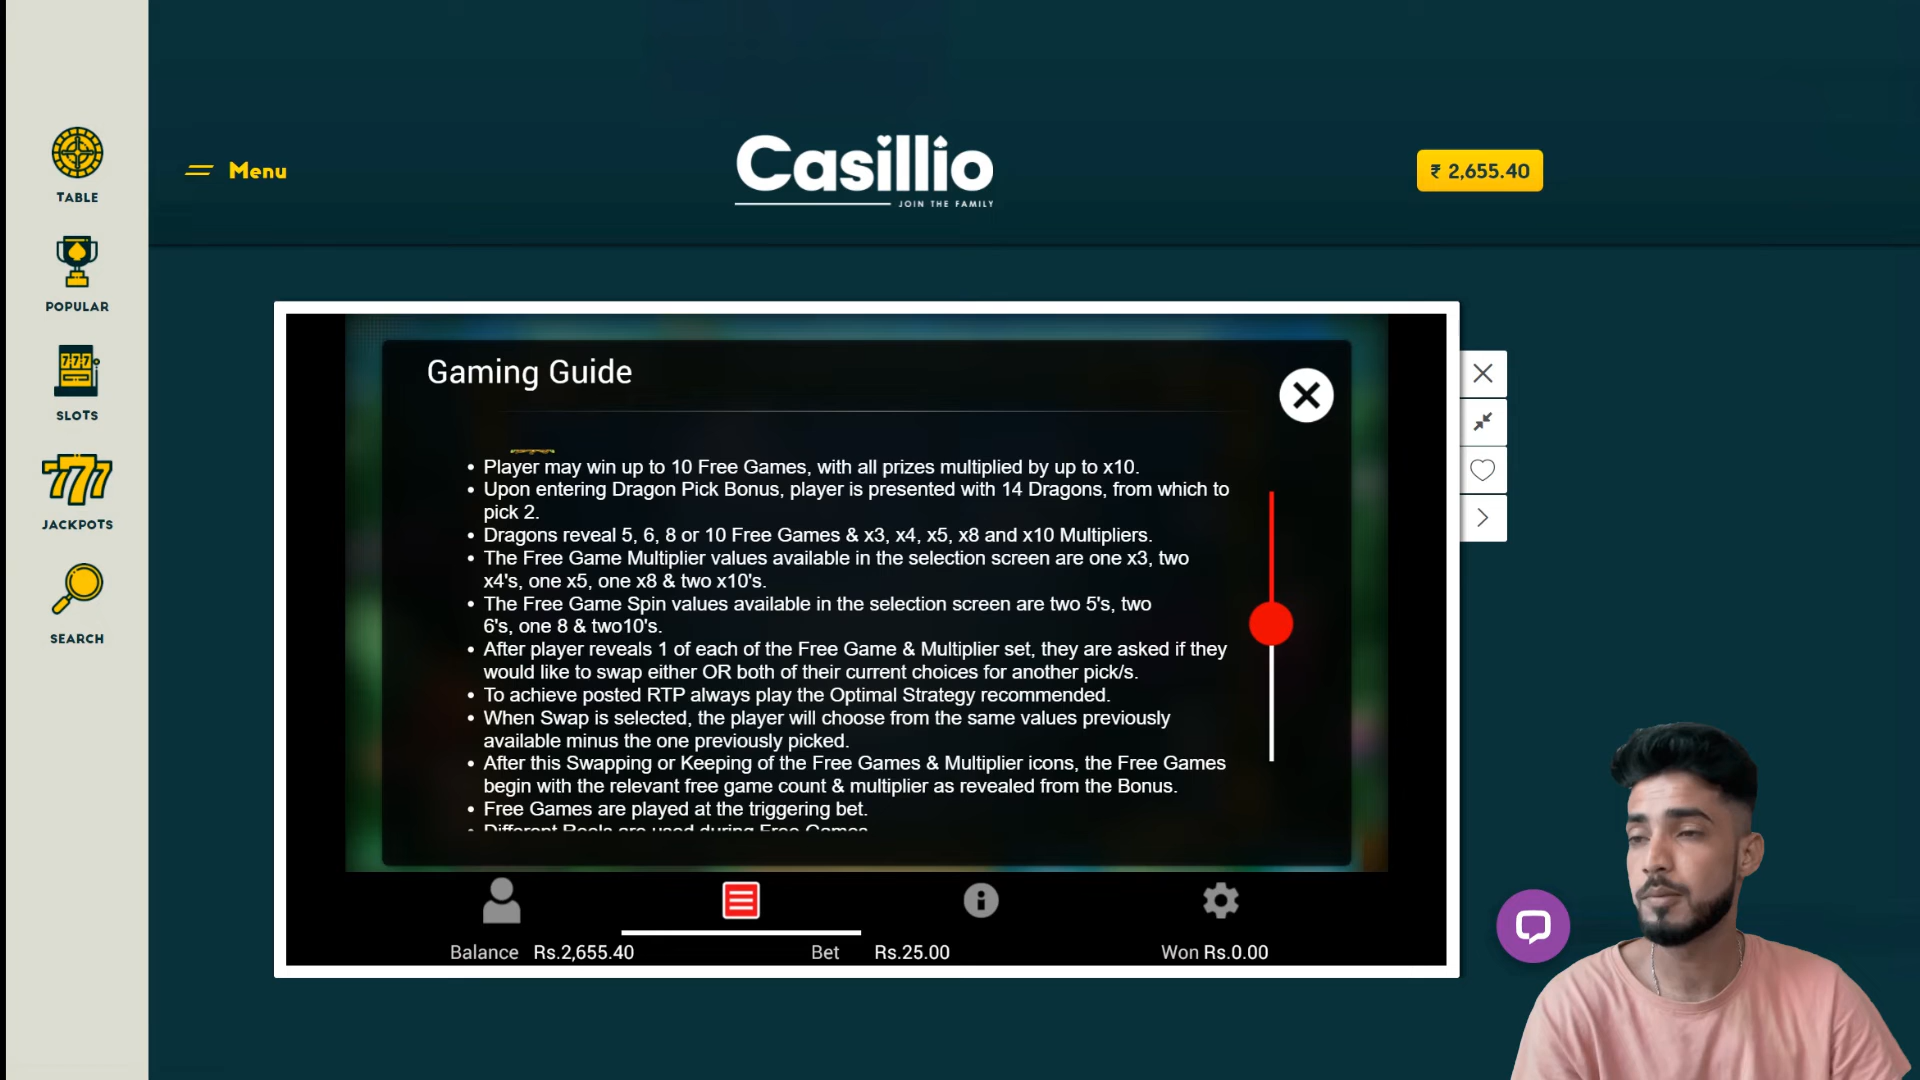 TABLE
POPULAR
SLOTS
777
JACKPOTS
SEARCH
Menu
Casillio
JOIN THE FAMILY
₹ 2,655.40
Gaming Guide
• Player may win up to 10 Free Games, with all prizes multiplied by up to x10.
• Upon entering Dragon Pick Bonus, player is presented with 14 Dragons, from which to
pick 2.
• Dragons reveal 5, 6, 8 or 10 Free Games & x3, x4, x5, x8 and x10 Multipliers.
• The Free Game Multiplier values available in the selection screen are one x3, two
x4's, one x5, one x8 & two x10's.
• The Free Game Spin values available in the selection screen are two 5's, two
6's, one 8 & two10's.
• After player reveals 1 of each of the Free Game & Multiplier set, they are asked if they
would like to swap either OR both of their current choices for another pick/s.
• To achieve posted RTP always play the Optimal Strategy recommended.
• When Swap is selected, the player will choose from the same values previously
available minus the one previously picked.
• After this Swapping or Keeping of the Free Games & Multiplier icons, the Free Games
begin with the relevant free game count & multiplier as revealed from the Bonus.
• Free Games are played at the triggering bet.
• Different Reels are used during Free Games
Balance Rs.2,655.40 Bet Rs.25.00 Won Rs.0.00